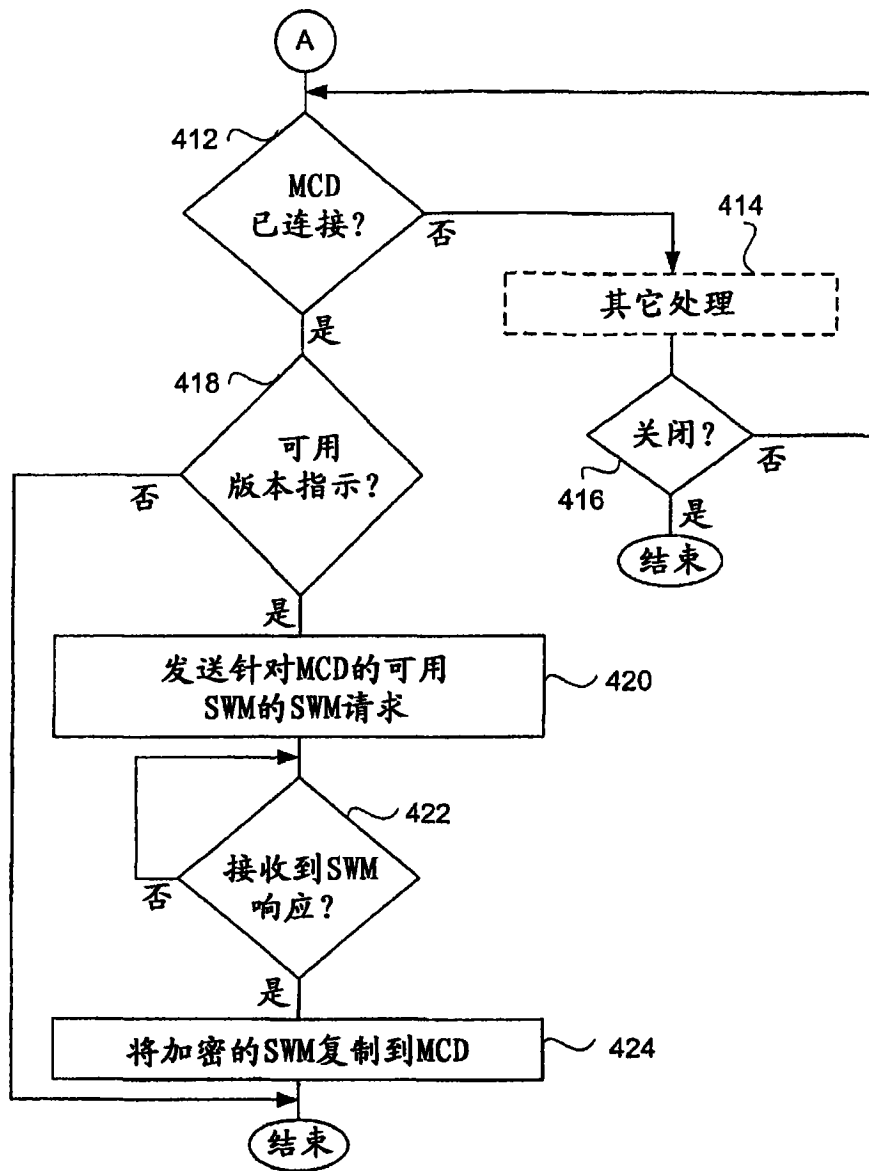 A
412
MCD
已连接?
否
是
414
其它处理
关闭?
416
否
是
结束
418
可用
版本指示?
否
是
发送针对MCD的可用
SWM的SWM请求
420
422
接收到SWM
响应?
否
是
将加密的SWM复制到MCD
424
结束